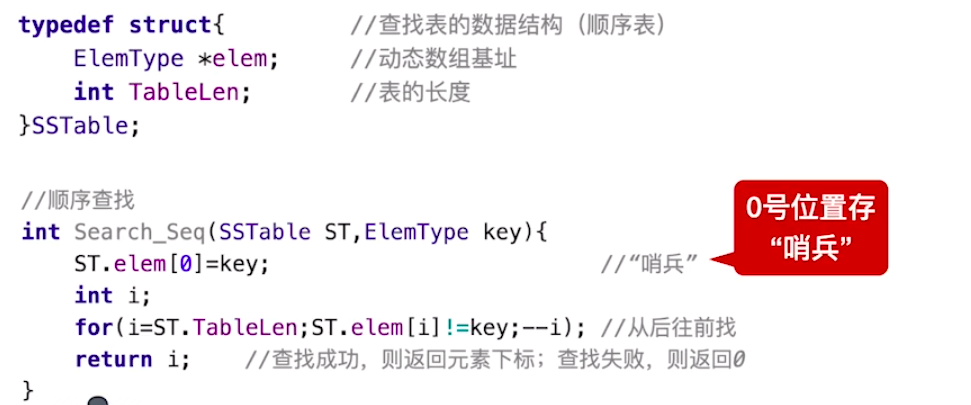 typedef struct{ //查找表的数据结构（顺序表）
ElemType *elem; //动态数组基址
int TableLen; //表的长度
}SSTable;
//顺序查找
int Search_Seq(SSTable ST,ElemType key){
ST.elem[0]=key; //“哨兵”
int i;
for(i=ST.TableLen;ST.elem[i]!=key;--i); //从后往前找
return i; //查找成功，则返回元素下标；查找失败，则返回0
}
0号位置存
“哨兵”